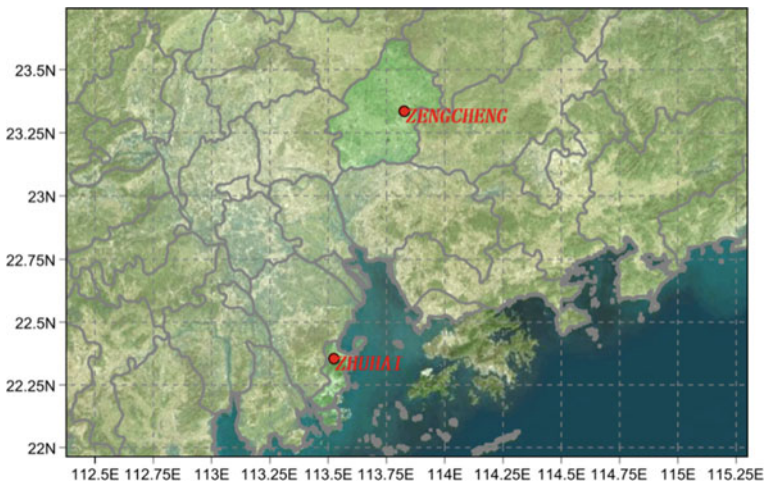 23.5N
ZENGCHENG
23.25N
23N
22.75N
22.5N
ZHUHAI
22.25N
22N
112.5E 112.75E 113E 113.25E 113.5E 113.75E 114E 114.25E 114.5E 114.75E 115E 115.25E